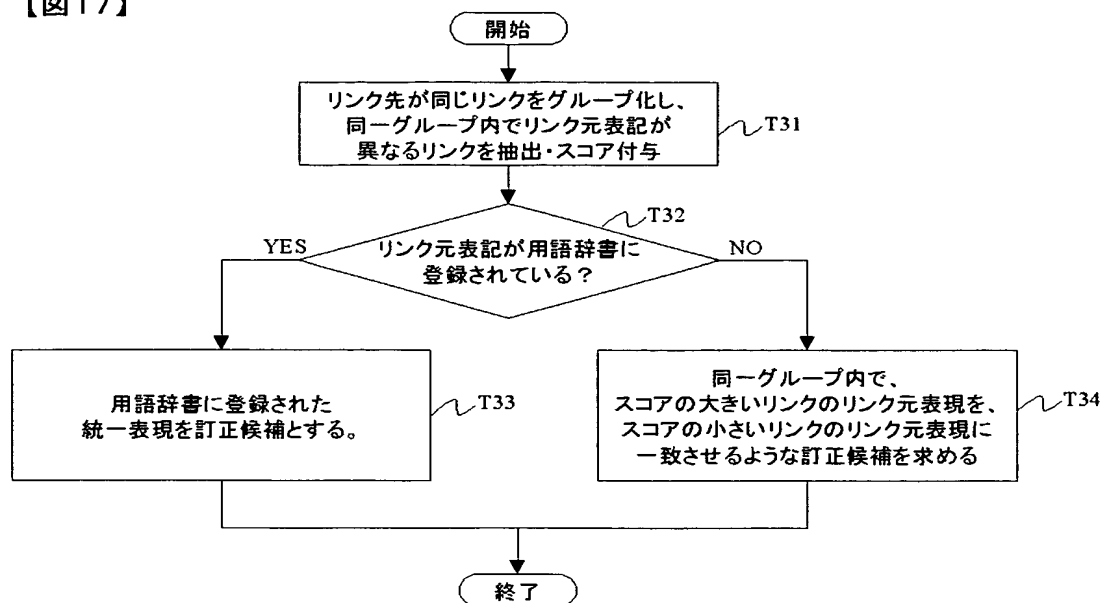 【図17】
開始
リンク先が同じリンクをグループ化し、
同一グループ内でリンク元表記が
異なるリンクを抽出・スコア付与
T31
T32
リンク元表記が用語辞書に
登録されている?
YES
NO
用語辞書に登録された
統一表現を訂正候補とする。
T33
同一グループ内で、
スコアの大きいリンクのリンク元表現を、
スコアの小さいリンクのリンク元表現に
一致させるような訂正候補を求める
T34
終了